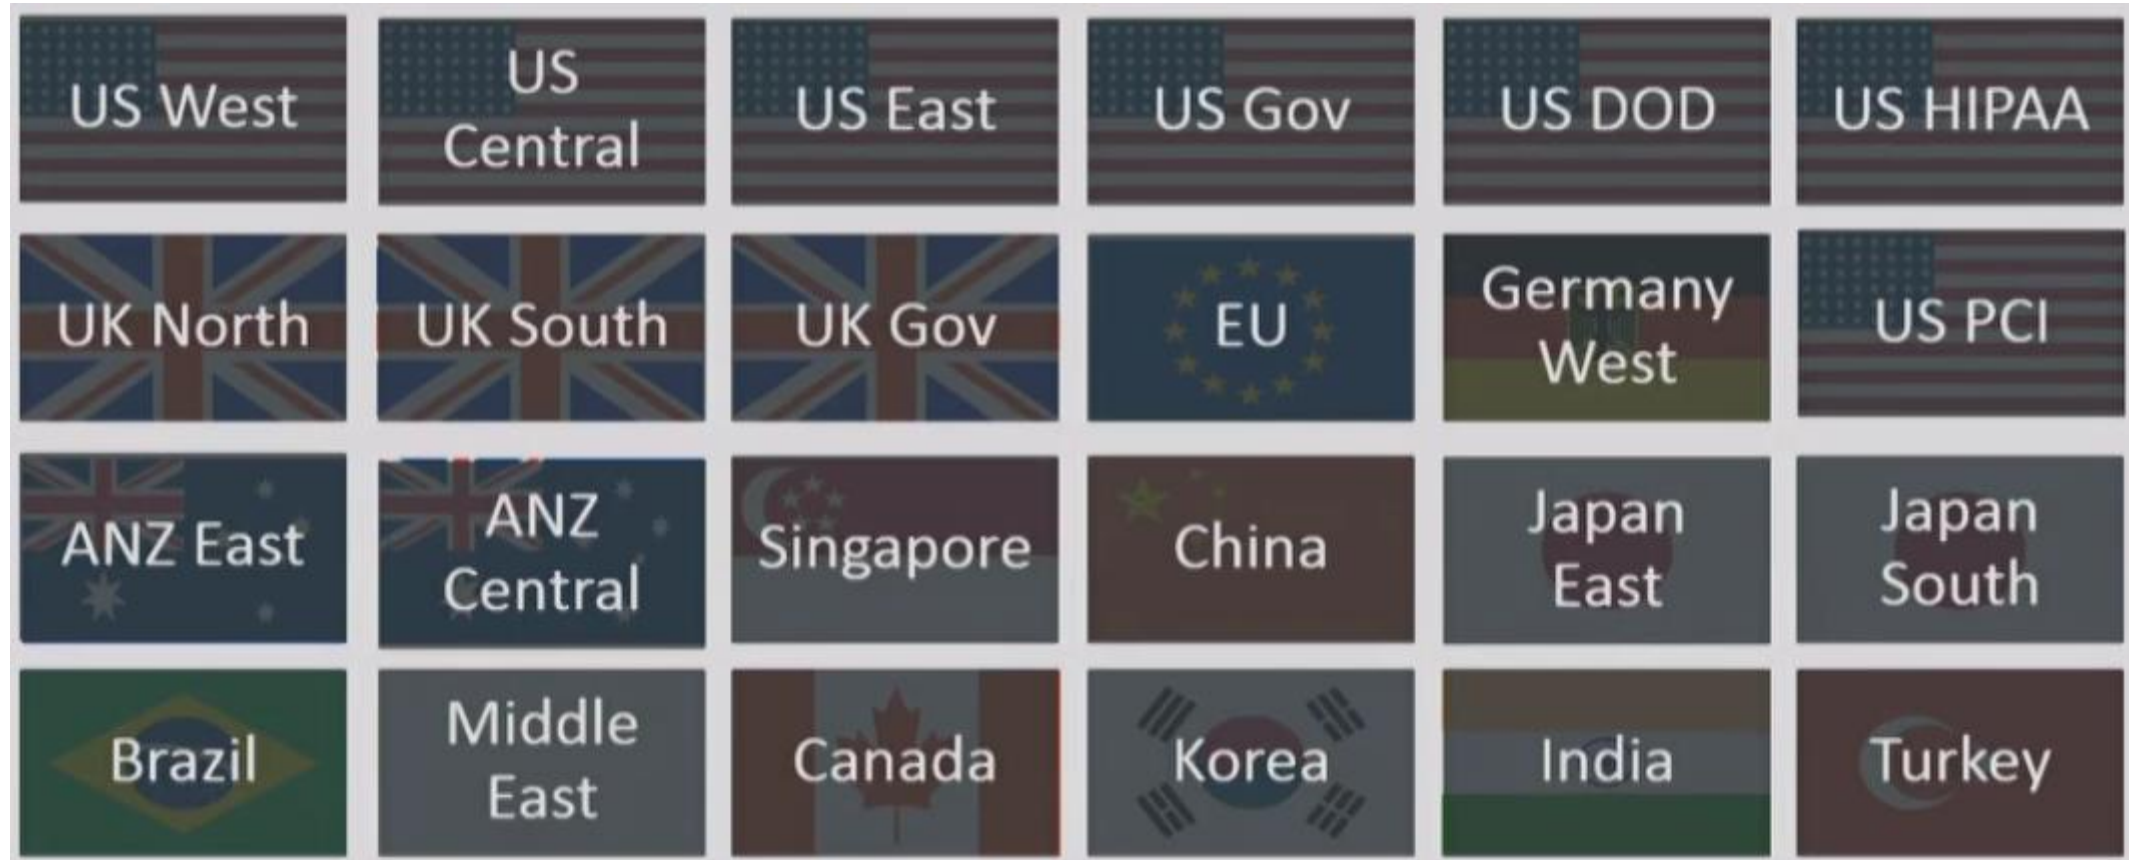 US West
US
Central
US East
US Gov
US DOD
US HIPAA
UK North
UK South
UK Gov
EU
Germany
West
US PCI
ANZ East
ANZ
Central
Singapore
China
Japan
East
Japan
South
Brazil
Middle
East
Canada
Korea
India
Turkey